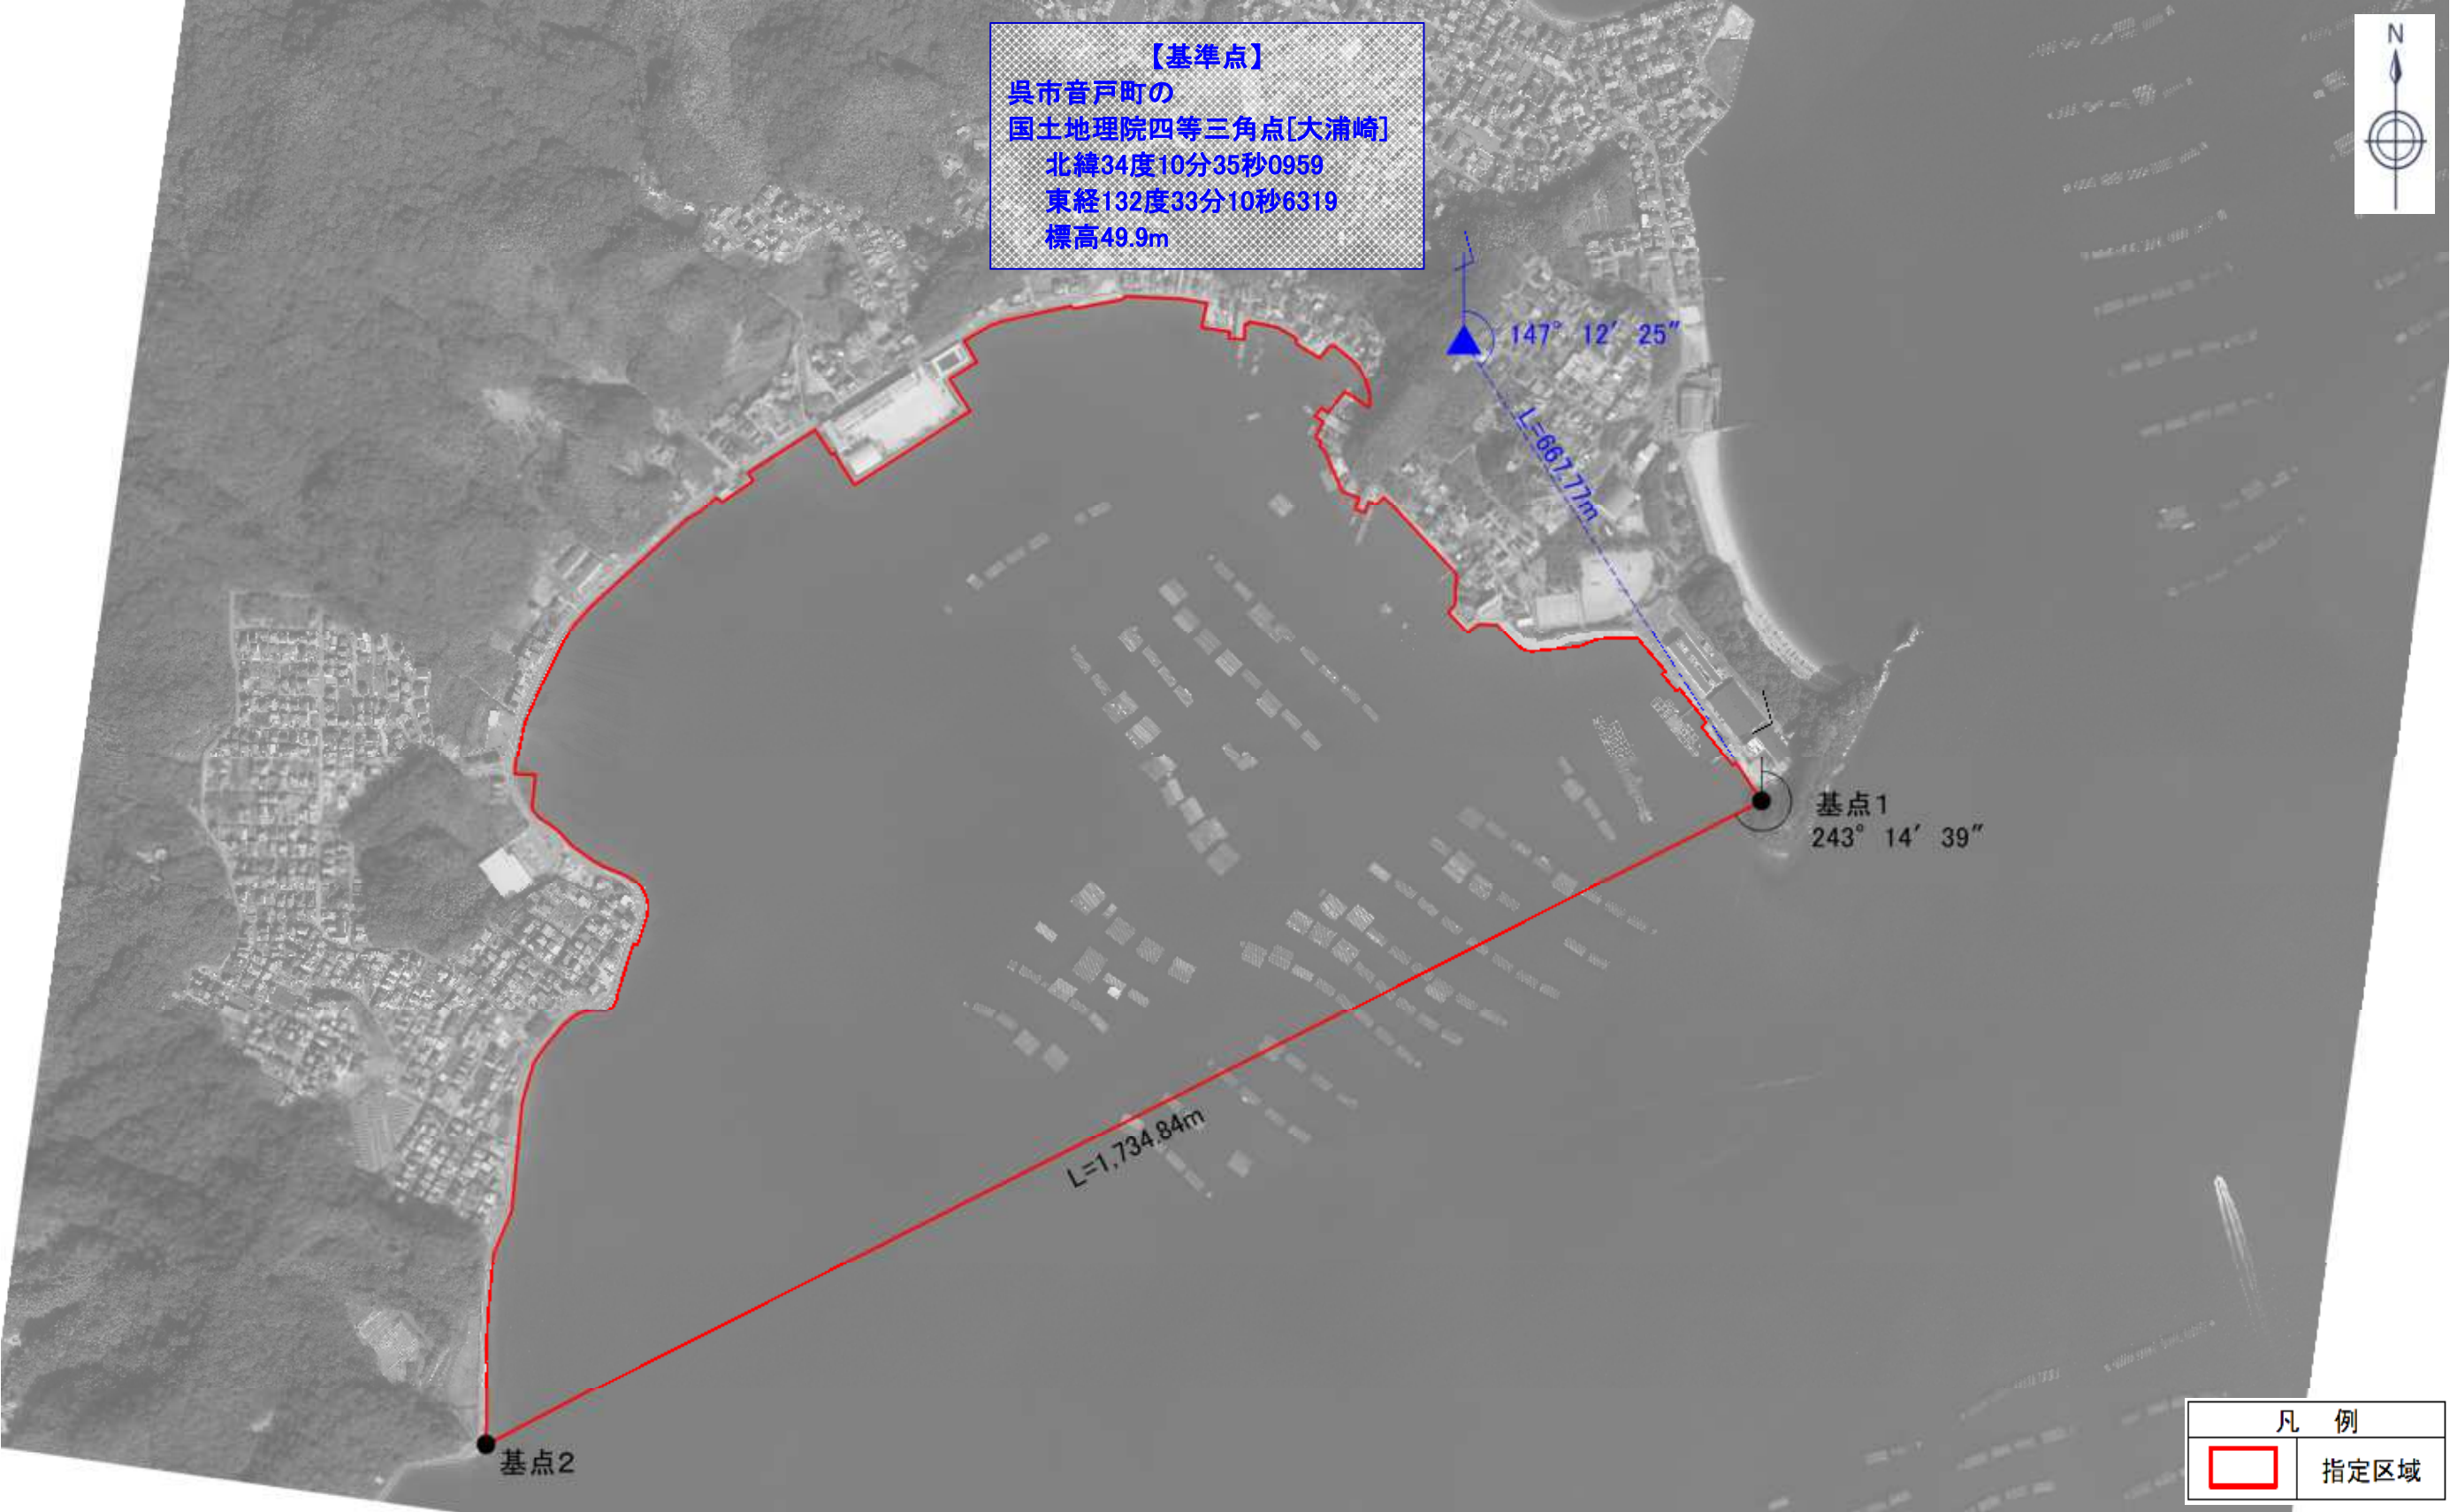 【基準点】
呉市音戸町の
国土地理院四等三角点[大浦崎]
北緯34度10分35秒0959
東経132度33分10秒6319
標高49.9m
N
147° 12′ 25″
L=667.77m
基点1
243° 14′ 39″
L=1,734.84m
基点2
凡 例
指定区域